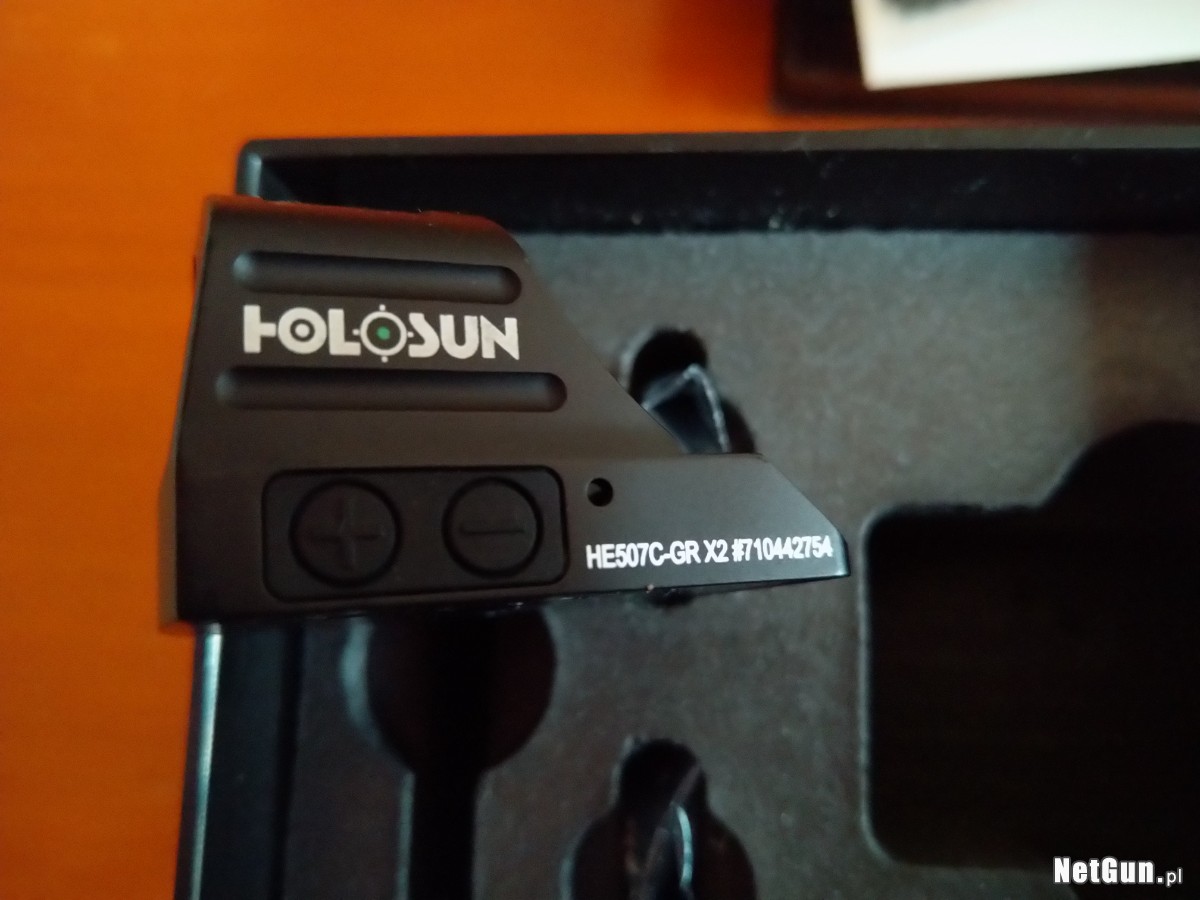 HOLOSUN
+ −
HE507C-GR X2 #710442754
NetGun.pl